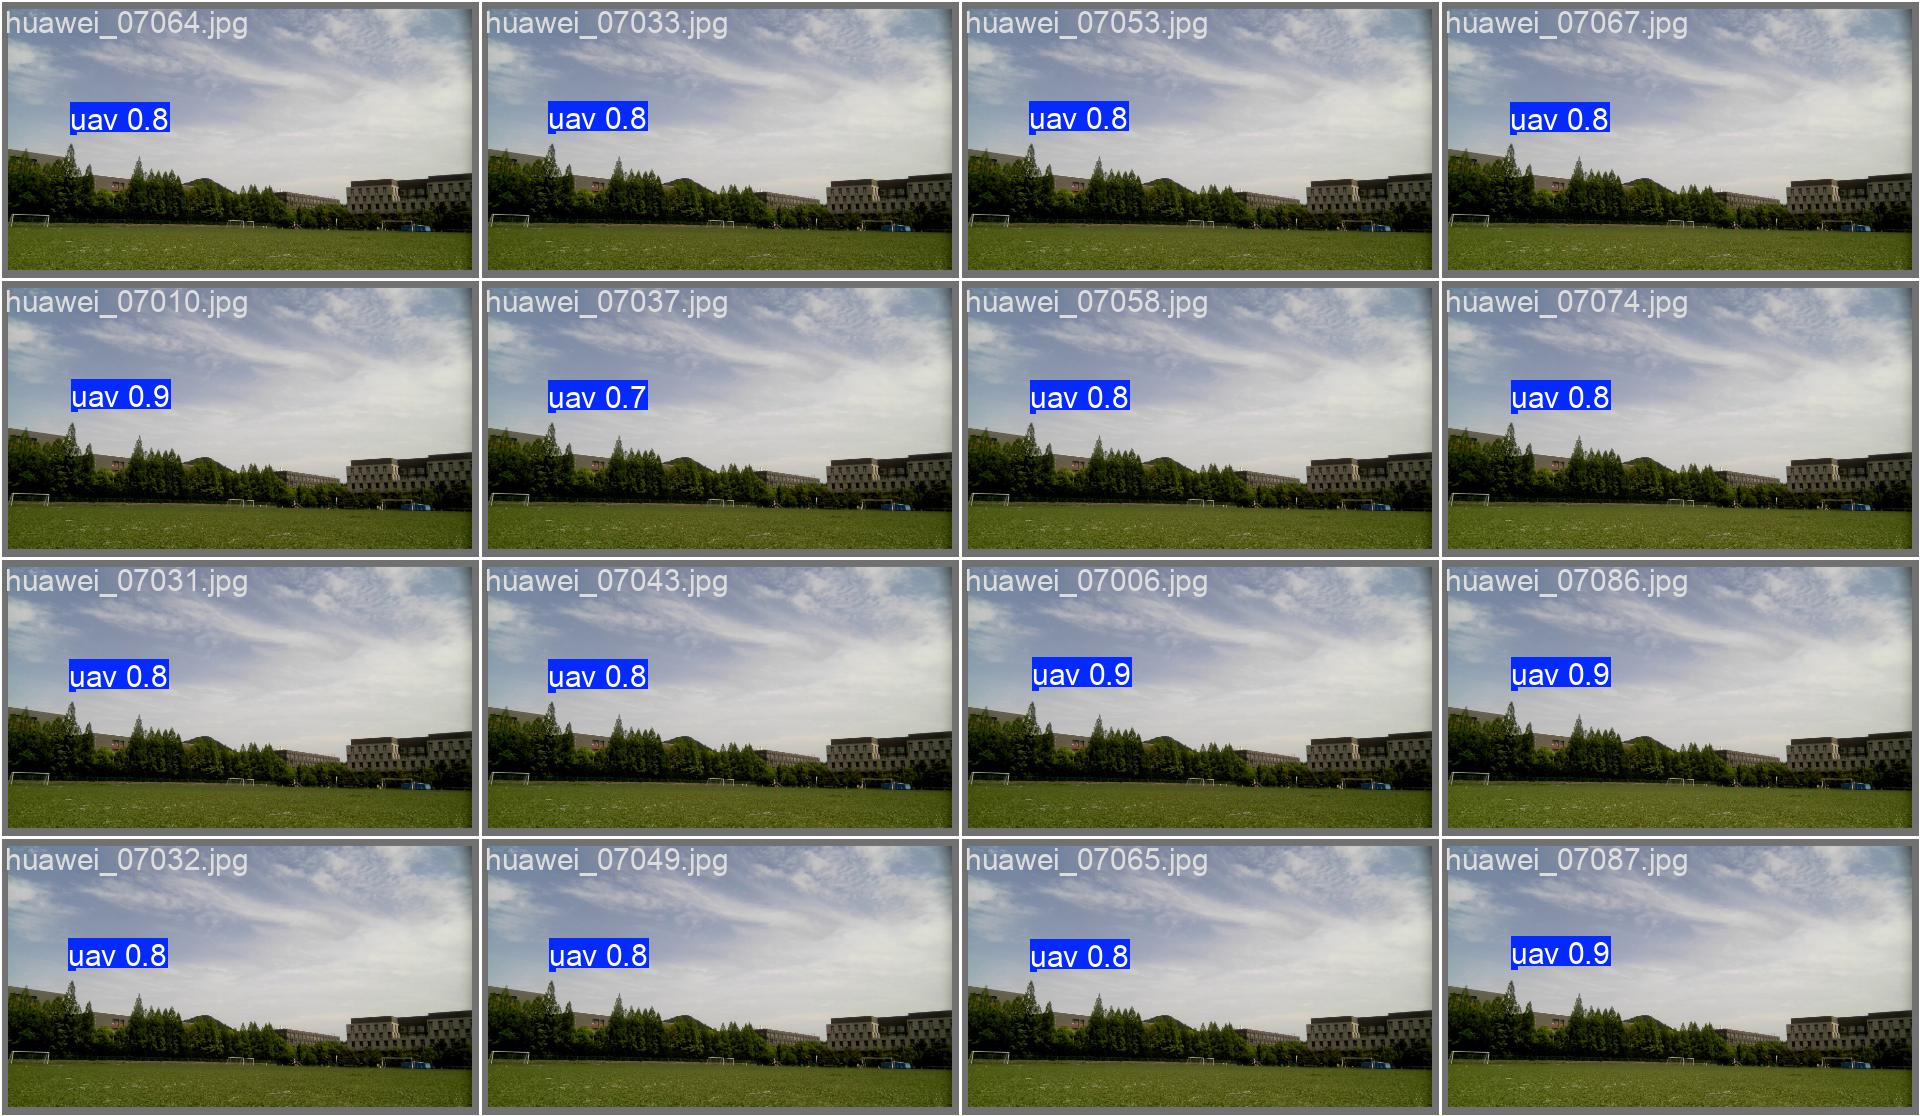 huawei_07064.jpg
uav 0.8
huawei_07033.jpg
uav 0.8
huawei_07053.jpg
uav 0.8
huawei_07067.jpg
uav 0.8
huawei_07010.jpg
uav 0.9
huawei_07037.jpg
uav 0.7
huawei_07058.jpg
uav 0.8
huawei_07074.jpg
uav 0.8
huawei_07031.jpg
uav 0.8
huawei_07043.jpg
uav 0.8
huawei_07006.jpg
uav 0.9
huawei_07086.jpg
uav 0.9
huawei_07032.jpg
uav 0.8
huawei_07049.jpg
uav 0.8
huawei_07065.jpg
uav 0.8
huawei_07087.jpg
uav 0.9